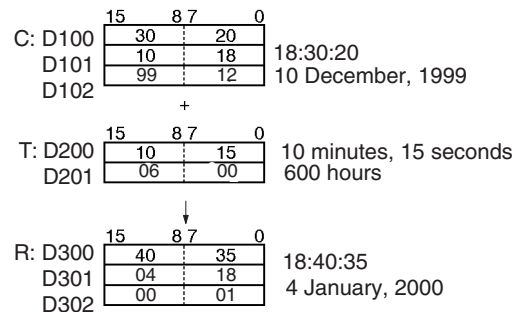 15 8 7 0
C: D100 30 20
D101 10 18 18:30:20
D102 99 12 10 December, 1999
+
15 8 7 0
T: D200 10 15 10 minutes, 15 seconds
D201 06 00 600 hours
15 8 7 0
R: D300 40 35
D301 04 18 18:40:35
D302 00 01 4 January, 2000